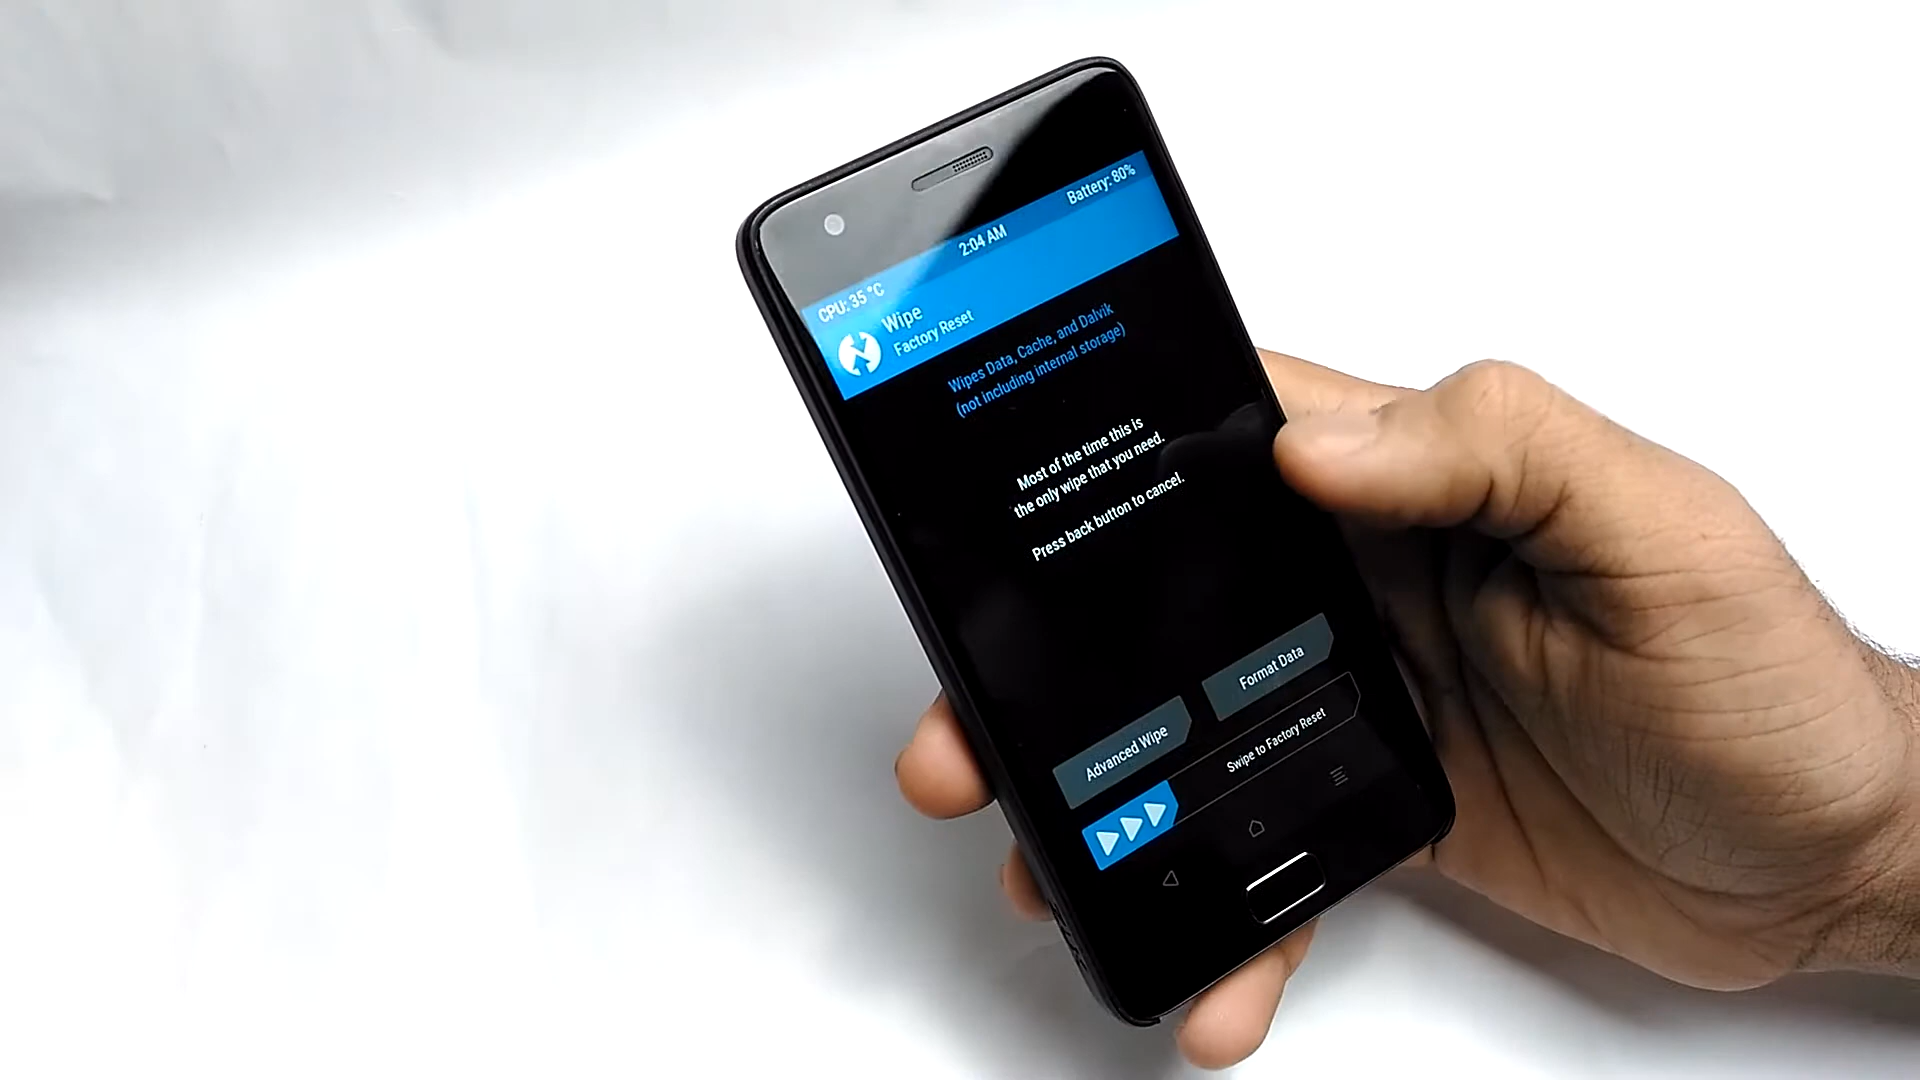 Battery: 80%
2:04 AM
CPU: 35 °C
Wipe
Factory Reset
Wipes Data, Cache, and Dalvik
(not including internal storage)
Most of the time this is
the only wipe that you need.
Press back button to cancel.
Format Data
Advanced Wipe
Swipe to Factory Reset